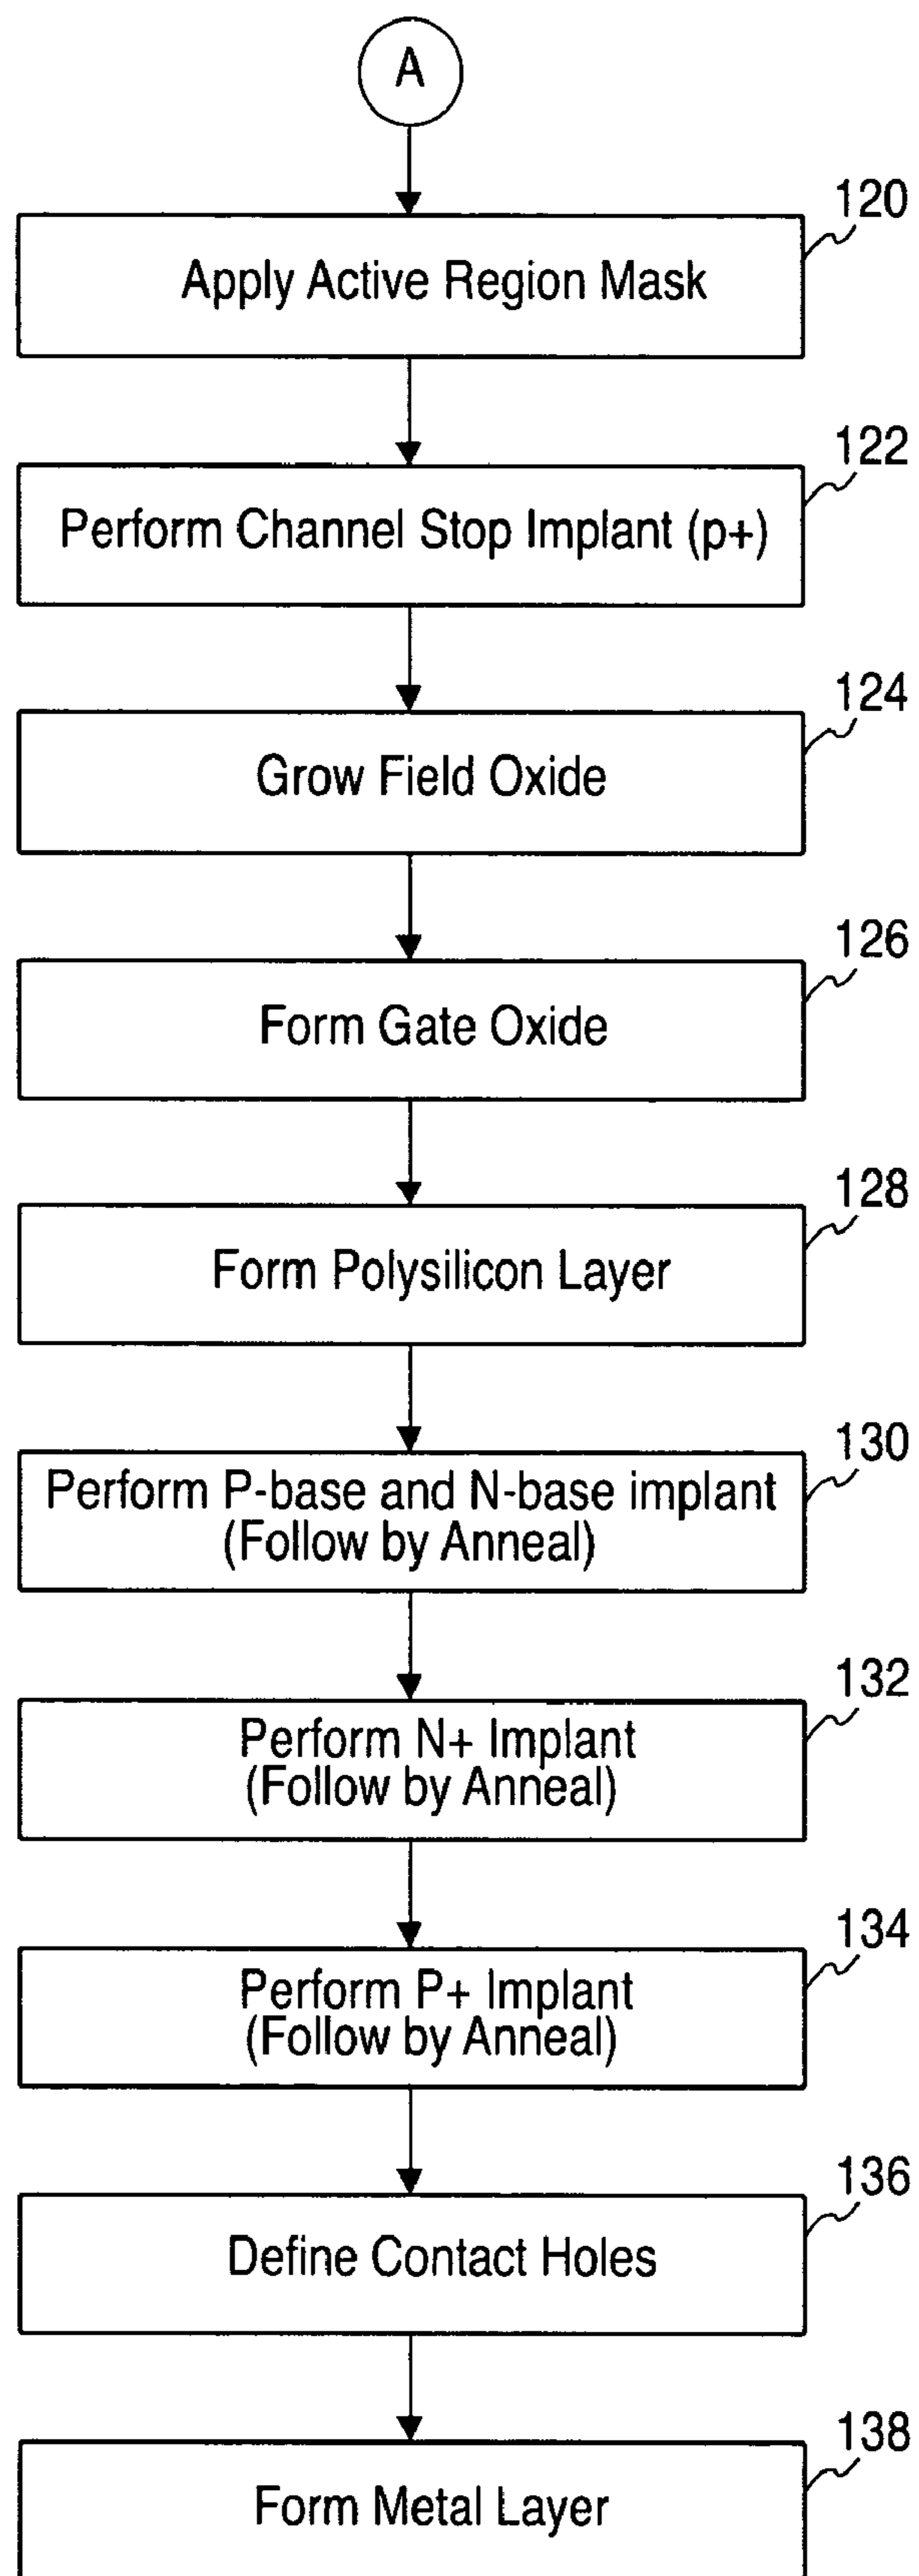 A
120
Apply Active Region Mask
122
Perform Channel Stop Implant (p+)
124
Grow Field Oxide
126
Form Gate Oxide
128
Form Polysilicon Layer
130
Perform P-base and N-base implant
(Follow by Anneal)
132
Perform N+ Implant
(Follow by Anneal)
134
Perform P+ Implant
(Follow by Anneal)
136
Define Contact Holes
138
Form Metal Layer